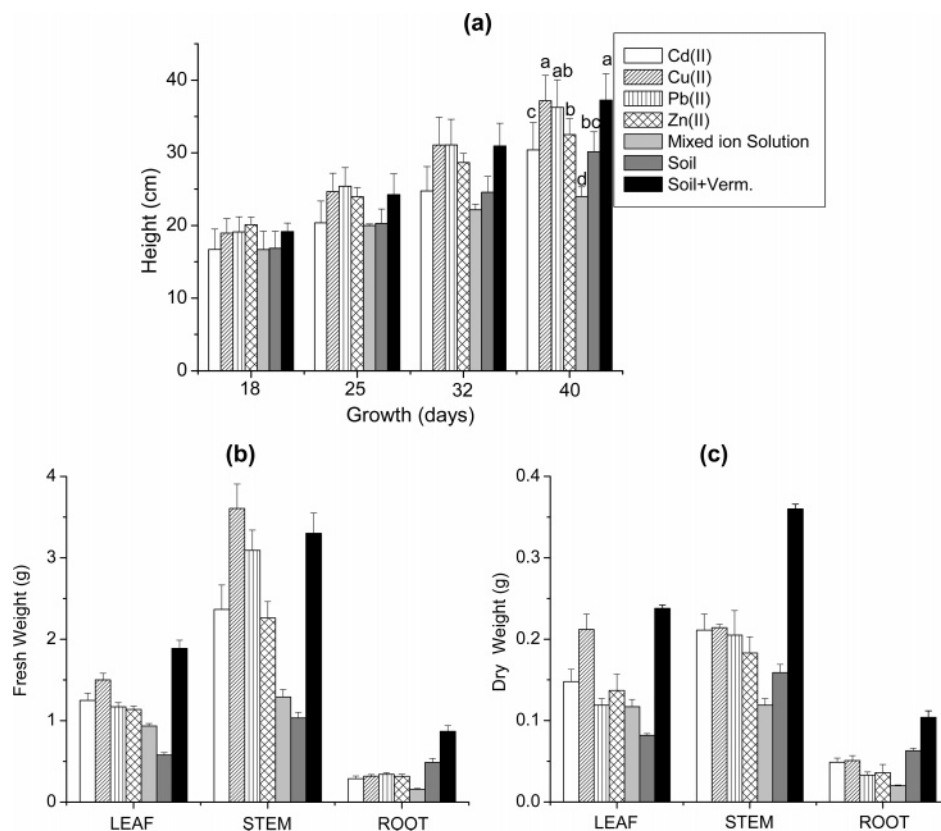 (a)
Height (cm)
40
30
20
10
0
c
a
ab
b
d
bc
a
18
25
32
40
Growth (days)
Cd(II)
Cu(II)
Pb(II)
Zn(II)
Mixed ion Solution
Soil
Soil+Verm.
(b)
Fresh Weight (g)
4
3
2
1
0
LEAF
STEM
ROOT
(c)
Dry Weight (g)
0.4
0.3
0.2
0.1
0.0
LEAF
STEM
ROOT